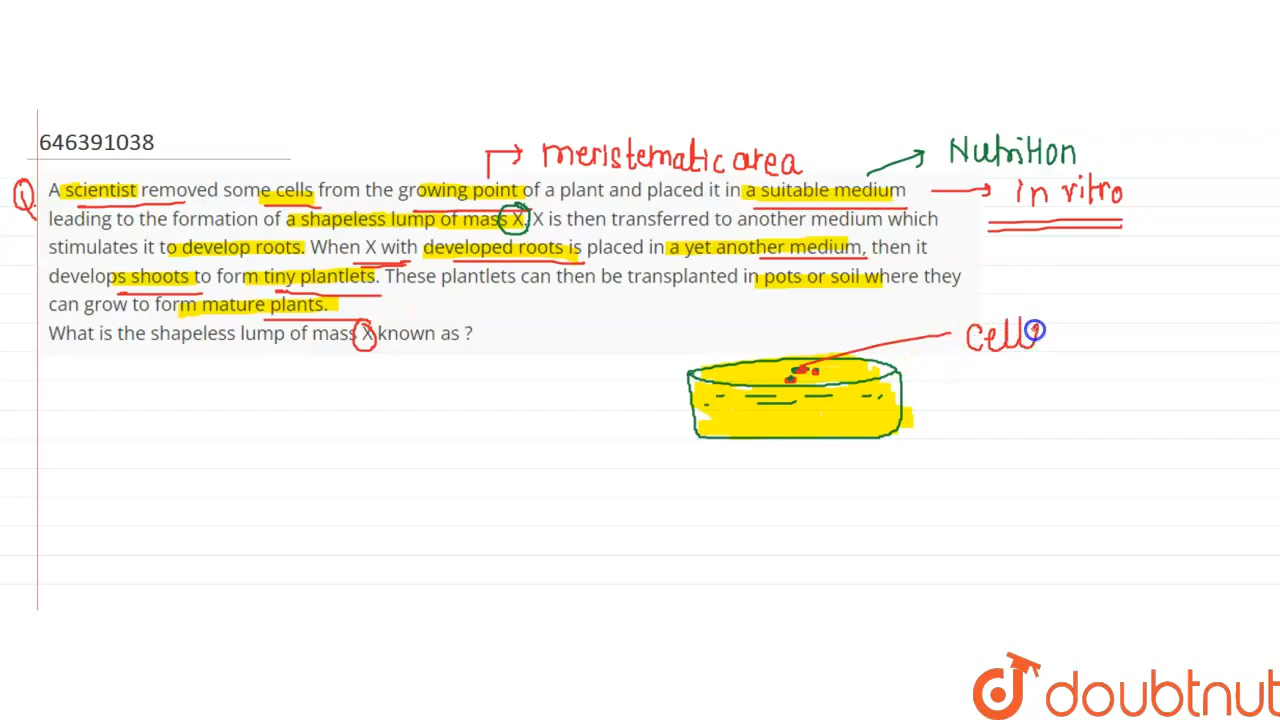 646391038
meristematic area
Nutrition
Q A scientist removed some cells from the growing point of a plant and placed it in a suitable medium
In vitro
leading to the formation of a shapeless lump of mass X. X is then transferred to another medium which
stimulates it to develop roots. When X with developed roots is placed in a yet another medium, then it
develops shoots to form tiny plantlets. These plantlets can then be transplanted in pots or soil where they
can grow to form mature plants.
What is the shapeless lump of mass X known as ?
cell
doubtnut